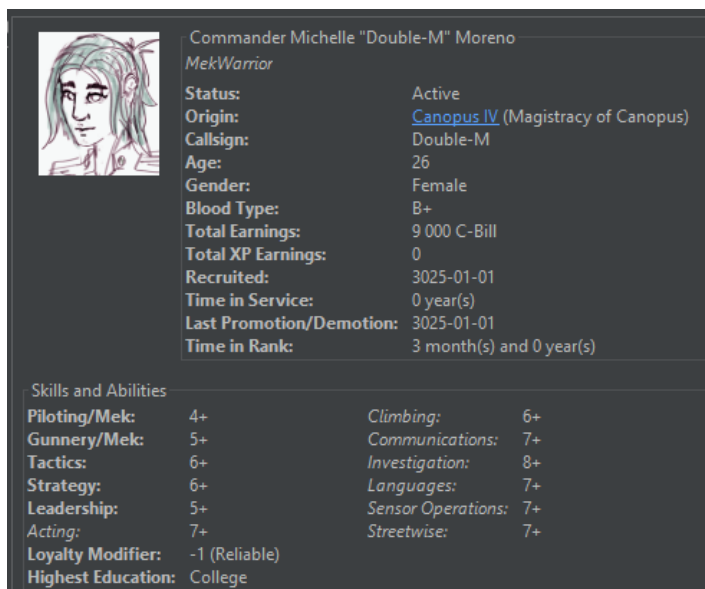 Commander Michelle "Double-M" Moreno
MekWarrior
Status: Active
Origin: Canopus IV (Magistracy of Canopus)
Callsign: Double-M
Age: 26
Gender: Female
Blood Type: B+
Total Earnings: 9 000 C-Bill
Total XP Earnings: 0
Recruited: 3025-01-01
Time in Service: 0 year(s)
Last Promotion/Demotion: 3025-01-01
Time in Rank: 3 month(s) and 0 year(s)
Skills and Abilities
Piloting/Mek: 4+ Climbing: 6+
Gunnery/Mek: 5+ Communications: 7+
Tactics: 6+ Investigation: 8+
Strategy: 6+ Languages: 7+
Leadership: 5+ Sensor Operations: 7+
Acting: 7+ Streetwise: 7+
Loyalty Modifier: -1 (Reliable)
Highest Education: College